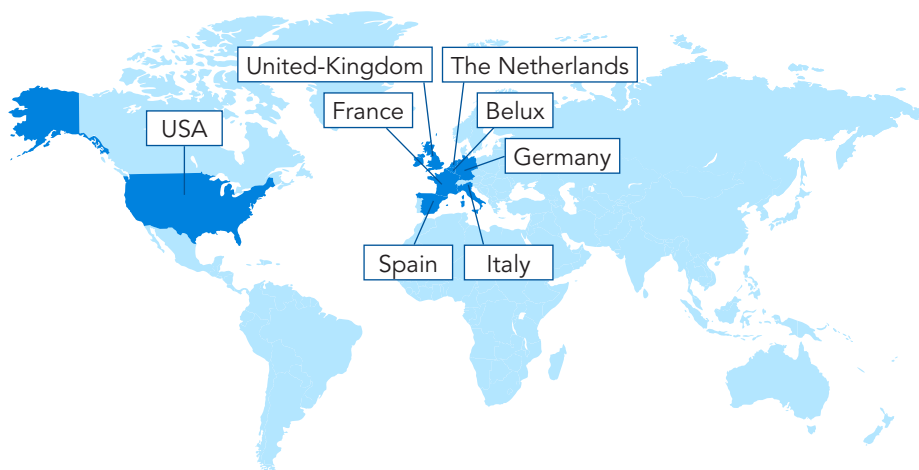 United-Kingdom
The Netherlands
France
Belux
USA
Germany
Spain
Italy